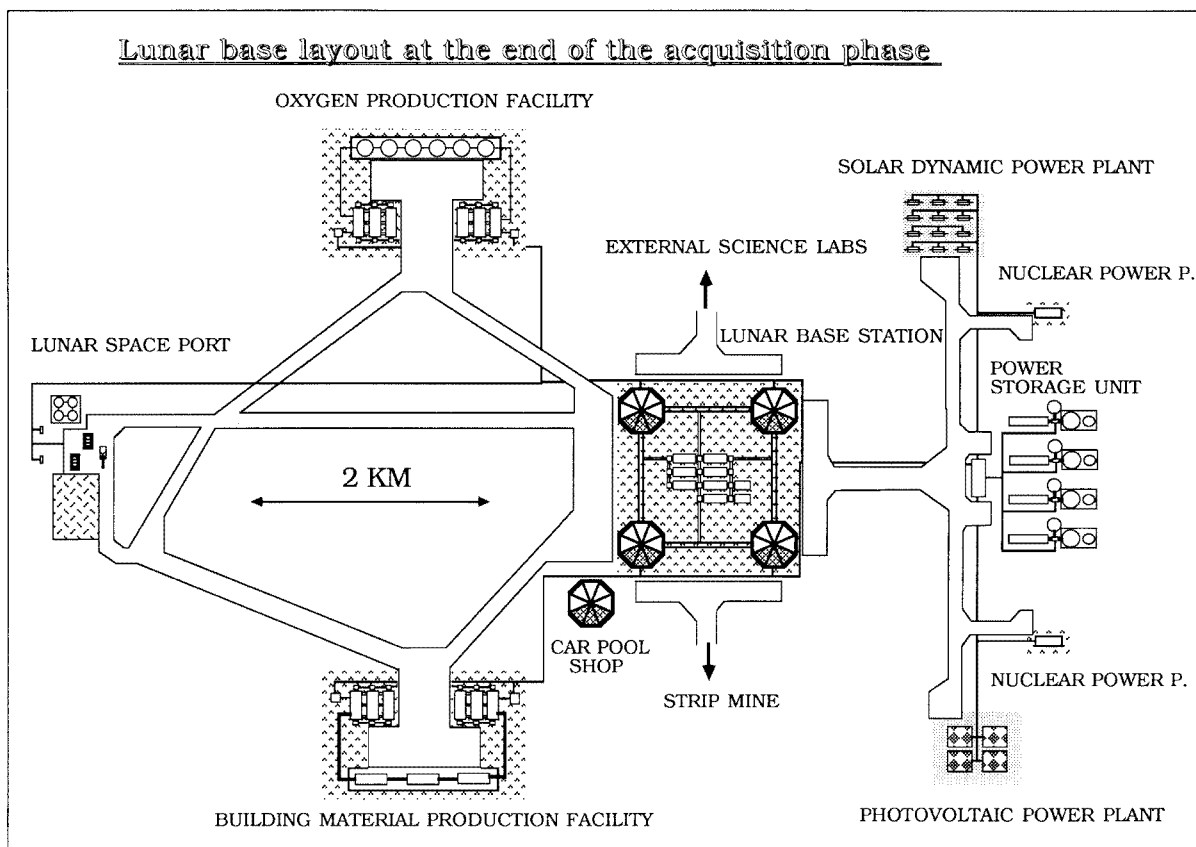 Lunar base layout at the end of the acquisition phase
OXYGEN PRODUCTION FACILITY
SOLAR DYNAMIC POWER PLANT
EXTERNAL SCIENCE LABS
NUCLEAR POWER P.
LUNAR SPACE PORT
LUNAR BASE STATION
POWER
STORAGE UNIT
2 KM
CAR POOL
SHOP
STRIP MINE
NUCLEAR POWER P.
BUILDING MATERIAL PRODUCTION FACILITY
PHOTOVOLTAIC POWER PLANT